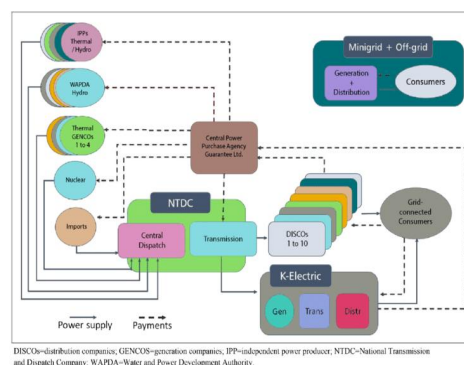 IPPs
Thermal
/Hydro
WAPDA
Hydro
Thermal
GENCOs
1 to 4
Nuclear
Imports
Central Power
Purchase Agency
Guarantee Ltd.
NTDC
Central
Dispatch
Transmission
DISCOs
1 to 10
Grid-
connected
Consumers
K-Electric
Gen
Trans
Distr
Minigrid + Off-grid
Generation
+
Distribution
Consumers
Power supply
Payments
DISCOs=distribution companies; GENCOS=generation companies; IPP=independent power producer; NTDC=National Transmission
and Dispatch Company; WAPDA=Water and Power Development Authority.